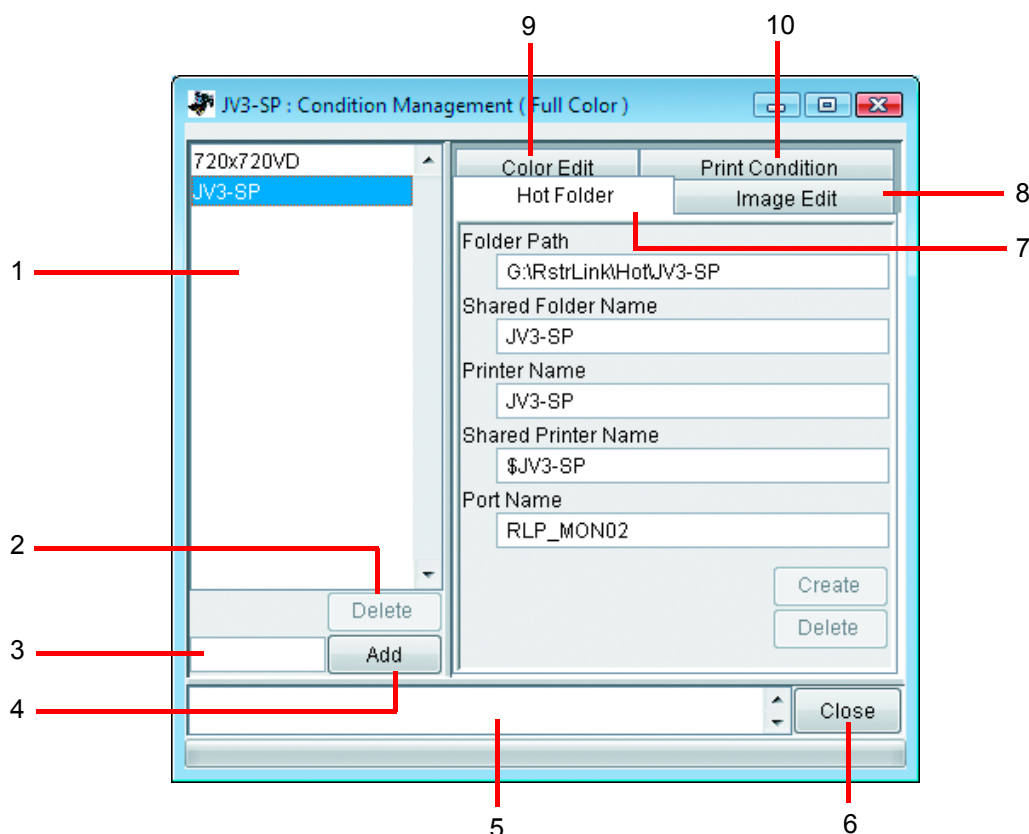 9
10
JV3-SP : Condition Management ( Full Color )
720x720VD
JV3-SP
Color Edit
Print Condition
Hot Folder
Image Edit
8
7
1
Folder Path
G:\RstrLink\Hot\JV3-SP
Shared Folder Name
JV3-SP
Printer Name
JV3-SP
Shared Printer Name
$JV3-SP
Port Name
RLP_MON02
2
Delete
Create
Delete
3
Add
4
Close
5
6